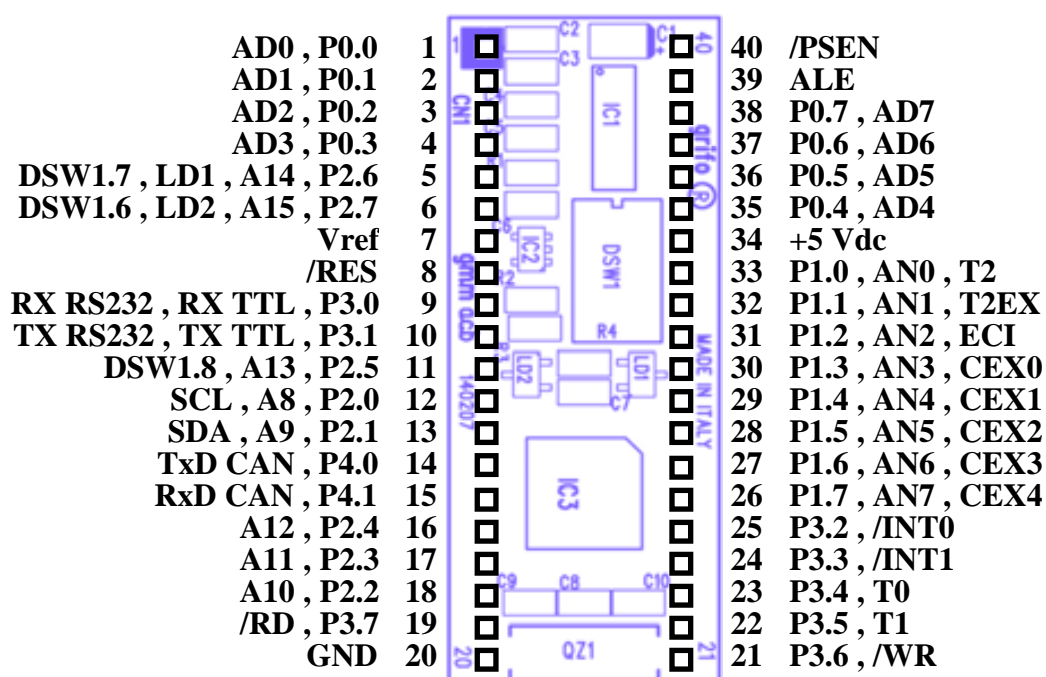 AD0 , P0.0 1
AD1 , P0.1 2
AD2 , P0.2 3
AD3 , P0.3 4
DSW1.7 , LD1 , A14 , P2.6 5
DSW1.6 , LD2 , A15 , P2.7 6
Vref 7
/RES 8
RX RS232 , RX TTL , P3.0 9
TX RS232 , TX TTL , P3.1 10
DSW1.8 , A13 , P2.5 11
SCL , A8 , P2.0 12
SDA , A9 , P2.1 13
TxD CAN , P4.0 14
RxD CAN , P4.1 15
A12 , P2.4 16
A11 , P2.3 17
A10 , P2.2 18
/RD , P3.7 19
GND 20
1
C2
C1
+
40
C3
CN1
IC1
grifo ®
IC2
DSW1
R4
140207
LD2
LD1
C7
MADE IN ITALY
IC3
C9
C8
C10
20
QZ1
21
40 /PSEN
39 ALE
38 P0.7 , AD7
37 P0.6 , AD6
36 P0.5 , AD5
35 P0.4 , AD4
34 +5 Vdc
33 P1.0 , AN0 , T2
32 P1.1 , AN1 , T2EX
31 P1.2 , AN2 , ECI
30 P1.3 , AN3 , CEX0
29 P1.4 , AN4 , CEX1
28 P1.5 , AN5 , CEX2
27 P1.6 , AN6 , CEX3
26 P1.7 , AN7 , CEX4
25 P3.2 , /INT0
24 P3.3 , /INT1
23 P3.4 , T0
22 P3.5 , T1
21 P3.6 , /WR